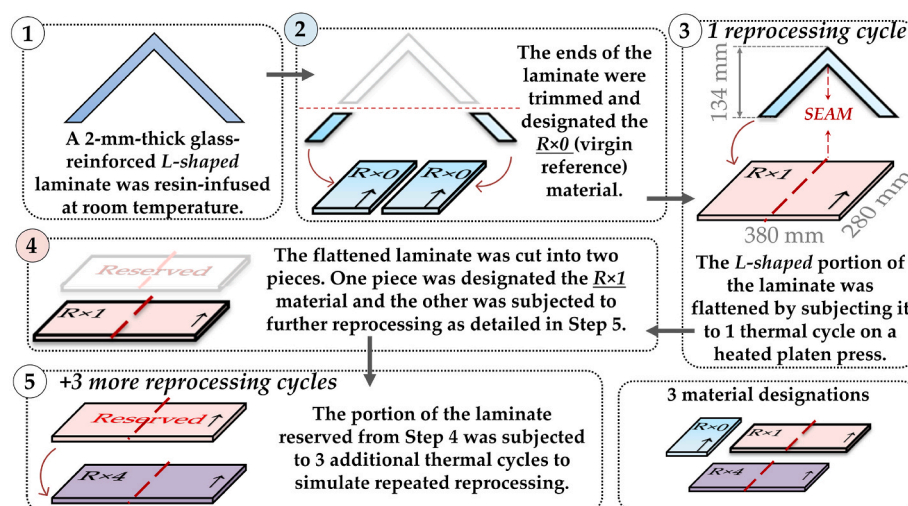 1
A 2-mm-thick glass-
reinforced L-shaped
laminate was resin-infused
at room temperature.
2
The ends of the
laminate were
trimmed and
designated the
R×0 (virgin
reference)
material.
R×0
R×0
3
1 reprocessing cycle
134 mm
SEAM
R×1
280 mm
380 mm
The L-shaped portion of
the laminate was
flattened by subjecting it
to 1 thermal cycle on a
heated platen press.
4
Reserved
R×1
The flattened laminate was cut into two
pieces. One piece was designated the R×1
material and the other was subjected to
further reprocessing as detailed in Step 5.
5
+3 more reprocessing cycles
Reserved
R×4
The portion of the laminate
reserved from Step 4 was subjected
to 3 additional thermal cycles to
simulate repeated reprocessing.
3 material designations
R×0
R×1
R×4